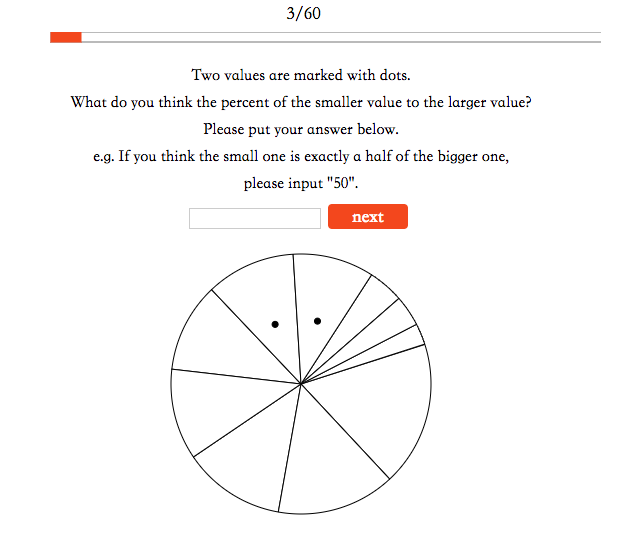 3/60
Two values are marked with dots.
What do you think the percent of the smaller value to the larger value?
Please put your answer below.
e.g. If you think the small one is exactly a half of the bigger one,
please input "50".
next